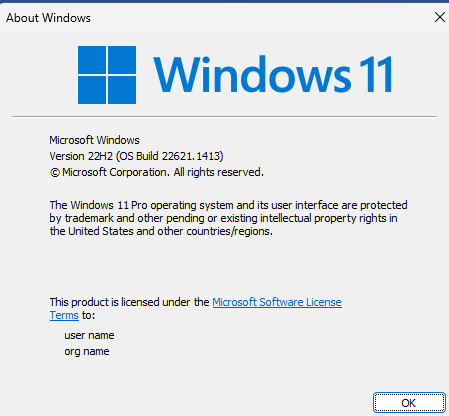 About Windows
Windows 11
Microsoft Windows
Version 22H2 (OS Build 22621.1413)
© Microsoft Corporation. All rights reserved.
The Windows 11 Pro operating system and its user interface are protected
by trademark and other pending or existing intellectual property rights in
the United States and other countries/regions.
This product is licensed under the Microsoft Software License
Terms to:
user name
org name
OK